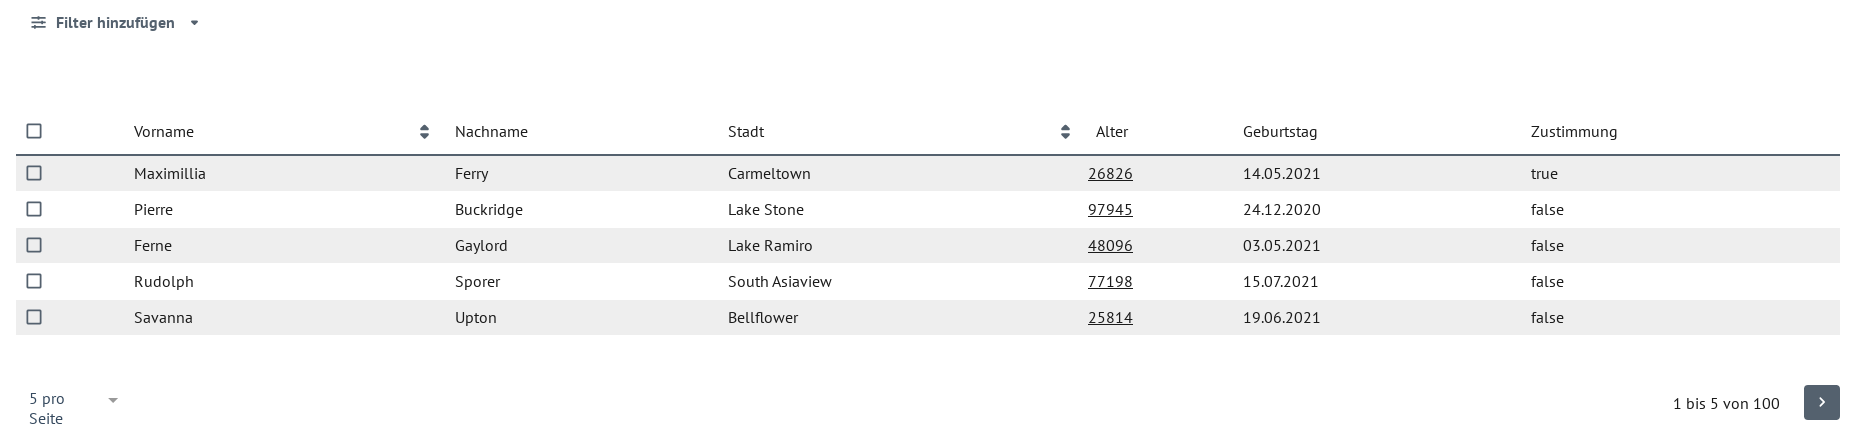 Filter hinzufügen
Vorname Nachname Stadt Alter Geburtstag Zustimmung
Maximillia Ferry Carmeltown 26826 14.05.2021 true
Pierre Buckridge Lake Stone 97945 24.12.2020 false
Ferne Gaylord Lake Ramiro 48096 03.05.2021 false
Rudolph Sporer South Asiaview 77198 15.07.2021 false
Savanna Upton Bellflower 25814 19.06.2021 false
5 pro
Seite
1 bis 5 von 100